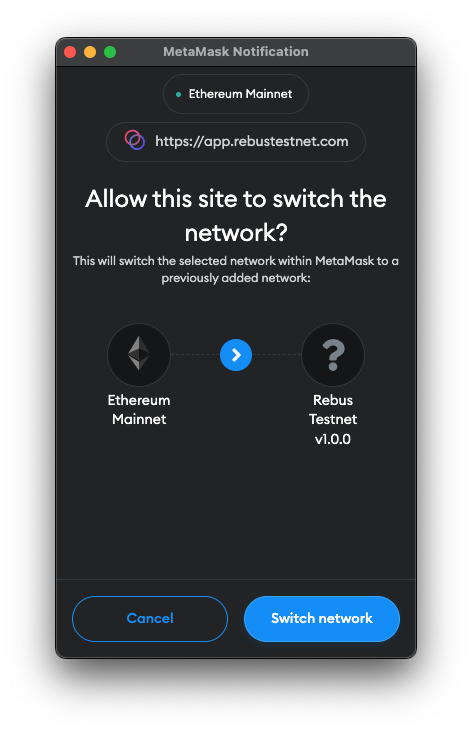 MetaMask Notification
Ethereum Mainnet
https://app.rebustestnet.com
Allow this site to switch the
network?
This will switch the selected network within MetaMask to a
previously added network:
?
Ethereum
Mainnet
Rebus
Testnet
v1.0.0
Cancel
Switch network